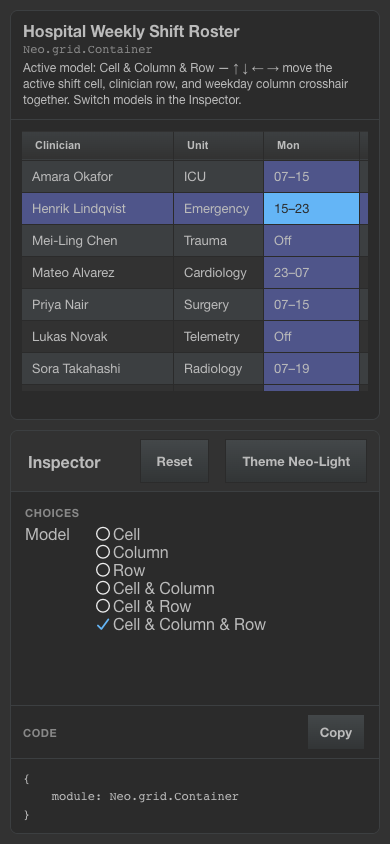 Hospital Weekly Shift Roster
Neo.grid.Container
Active model: Cell & Column & Row — ↑ ↓ ← → move the
active shift cell, clinician row, and weekday column crosshair
together. Switch models in the Inspector.
Clinician Unit Mon
Amara Okafor ICU 07–15
Henrik Lindqvist Emergency 15–23
Mei-Ling Chen Trauma Off
Mateo Alvarez Cardiology 23–07
Priya Nair Surgery 07–15
Lukas Novak Telemetry Off
Sora Takahashi Radiology 07–19
Inspector Reset Theme Neo-Light
CHOICES
Model Cell
Column
Row
Cell & Column
Cell & Row
Cell & Column & Row
CODE Copy
{
module: Neo.grid.Container
}